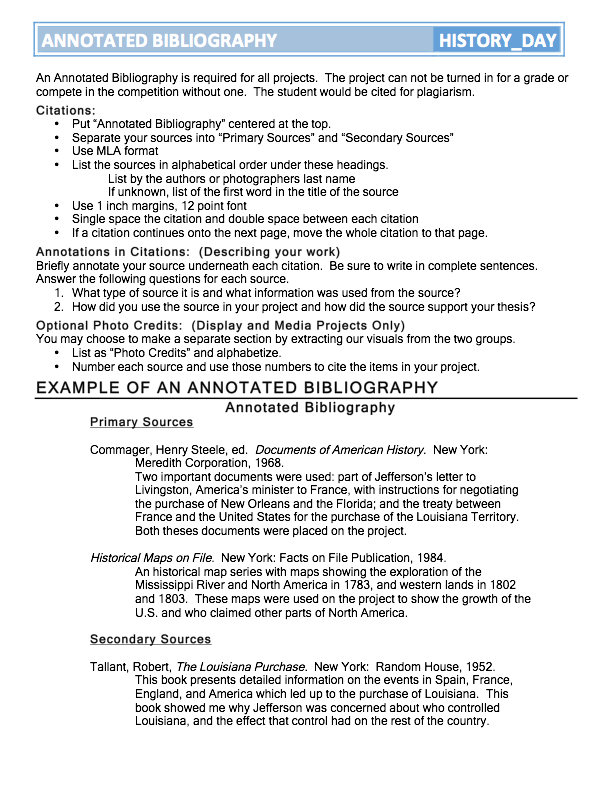 ANNOTATED BIBLIOGRAPHY HISTORY_DAY
An Annotated Bibliography is required for all projects.  The project can not be turned in for a grade or
compete in the competition without one.  The student would be cited for plagiarism.
Citations:
• Put “Annotated Bibliography” centered at the top.
• Separate your sources into “Primary Sources” and “Secondary Sources”
• Use MLA format
• List the sources in alphabetical order under these headings.
List by the authors or photographers last name
If unknown, list of the first word in the title of the source
• Use 1 inch margins, 12 point font
• Single space the citation and double space between each citation
• If a citation continues onto the next page, move the whole citation to that page.
Annotations in Citations:  (Describing your work)
Briefly annotate your source underneath each citation.  Be sure to write in complete sentences.
Answer the following questions for each source.
1. What type of source it is and what information was used from the source?
2. How did you use the source in your project and how did the source support your thesis?
Optional Photo Credits:  (Display and Media Projects Only)
You may choose to make a separate section by extracting our visuals from the two groups.
• List as “Photo Credits” and alphabetize.
• Number each source and use those numbers to cite the items in your project.
EXAMPLE OF AN ANNOTATED BIBLIOGRAPHY
Annotated Bibliography
Primary Sources
Commager, Henry Steele, ed.  Documents of American History.  New York:
Meredith Corporation, 1968.
Two important documents were used: part of Jefferson’s letter to
Livingston, America’s minister to France, with instructions for negotiating
the purchase of New Orleans and the Florida; and the treaty between
France and the United States for the purchase of the Louisiana Territory.
Both theses documents were placed on the project.
Historical Maps on File.  New York: Facts on File Publication, 1984.
An historical map series with maps showing the exploration of the
Mississippi River and North America in 1783, and western lands in 1802
and 1803.  These maps were used on the project to show the growth of the
U.S. and who claimed other parts of North America.
Secondary Sources
Tallant, Robert, The Louisiana Purchase.  New York:  Random House, 1952.
This book presents detailed information on the events in Spain, France,
England, and America which led up to the purchase of Louisiana.  This
book showed me why Jefferson was concerned about who controlled
Louisiana, and the effect that control had on the rest of the country.